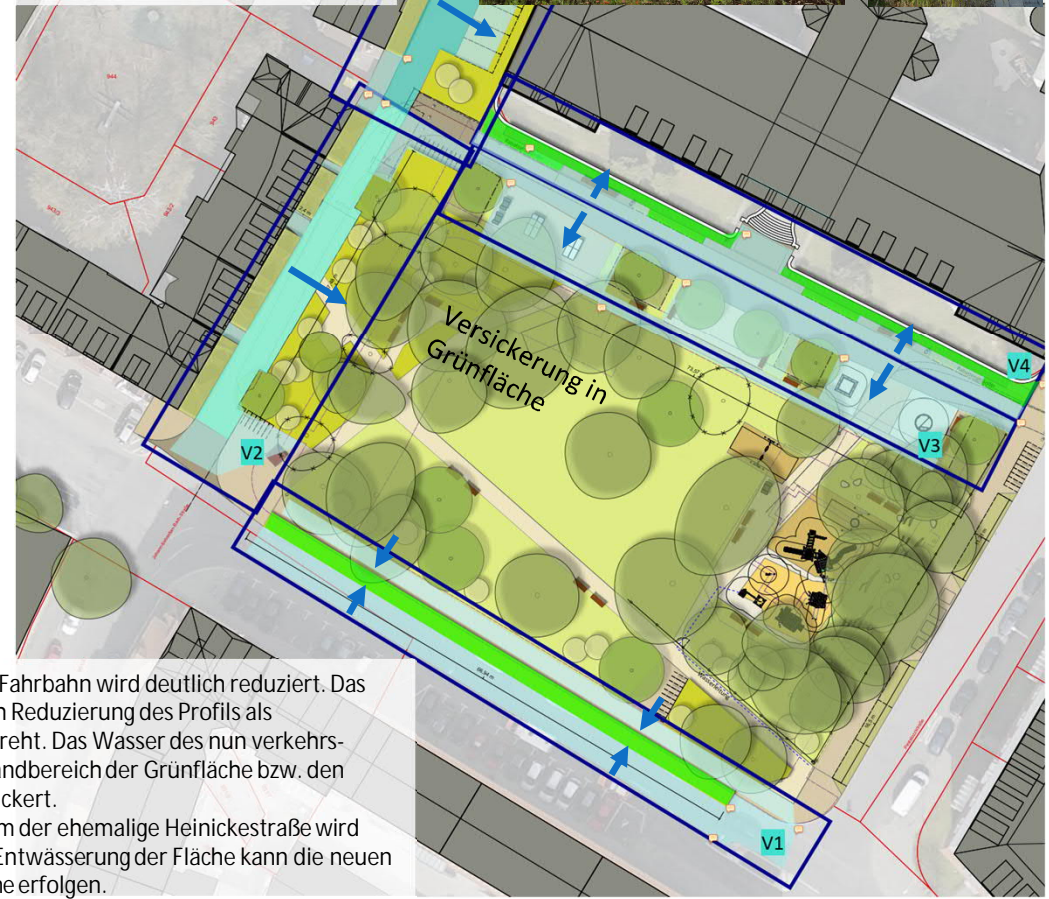 944
Versickerung in
Grünfläche
V4
V3
V2
V1
Fahrbahn wird deutlich reduziert. Das
n Reduzierung des Profils als
reht. Das Wasser des nun verkehrs-
andbereich der Grünfläche bzw. den
ckert.
m der ehemalige Heinickestraße wird
Entwässerung der Fläche kann die neuen
ne erfolgen.